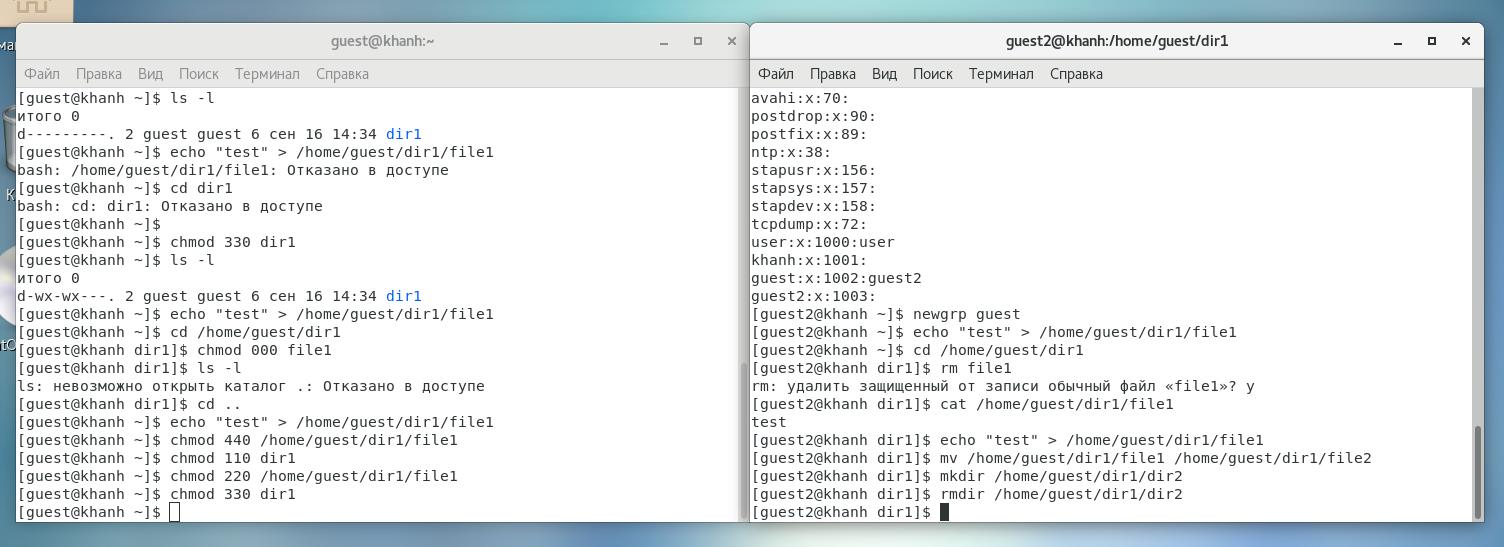 guest@khanh:~
Файл Правка Вид Поиск Терминал Справка
[guest@khanh ~]$ ls -l
итого 0
d---------. 2 guest guest 6 сен 16 14:34 dir1
[guest@khanh ~]$ echo "test" > /home/guest/dir1/file1
bash: /home/guest/dir1/file1: Отказано в доступе
[guest@khanh ~]$ cd dir1
bash: cd: dir1: Отказано в доступе
[guest@khanh ~]$
[guest@khanh ~]$ chmod 330 dir1
[guest@khanh ~]$ ls -l
итого 0
d-wx-wx---. 2 guest guest 6 сен 16 14:34 dir1
[guest@khanh ~]$ echo "test" > /home/guest/dir1/file1
[guest@khanh ~]$ cd /home/guest/dir1
[guest@khanh dir1]$ chmod 000 file1
[guest@khanh dir1]$ ls -l
ls: невозможно открыть каталог .: Отказано в доступе
[guest@khanh dir1]$ cd ..
[guest@khanh ~]$ echo "test" > /home/guest/dir1/file1
[guest@khanh ~]$ chmod 440 /home/guest/dir1/file1
[guest@khanh ~]$ chmod 110 dir1
[guest@khanh ~]$ chmod 220 /home/guest/dir1/file1
[guest@khanh ~]$ chmod 330 dir1
[guest@khanh ~]$
guest2@khanh:/home/guest/dir1
Файл Правка Вид Поиск Терминал Справка
avahi:x:70:
postdrop:x:90:
postfix:x:89:
ntp:x:38:
stapusr:x:156:
stapsys:x:157:
stapdev:x:158:
tcpdump:x:72:
user:x:1000:user
khanh:x:1001:
guest:x:1002:guest2
guest2:x:1003:
[guest2@khanh ~]$ newgrp guest
[guest2@khanh ~]$ echo "test" > /home/guest/dir1/file1
[guest2@khanh ~]$ cd /home/guest/dir1
[guest2@khanh dir1]$ rm file1
rm: удалить защищенный от записи обычный файл «file1»? y
[guest2@khanh dir1]$ cat /home/guest/dir1/file1
test
[guest2@khanh dir1]$ echo "test" > /home/guest/dir1/file1
[guest2@khanh dir1]$ mv /home/guest/dir1/file1 /home/guest/dir1/file2
[guest2@khanh dir1]$ mkdir /home/guest/dir1/dir2
[guest2@khanh dir1]$ rmdir /home/guest/dir1/dir2
[guest2@khanh dir1]$